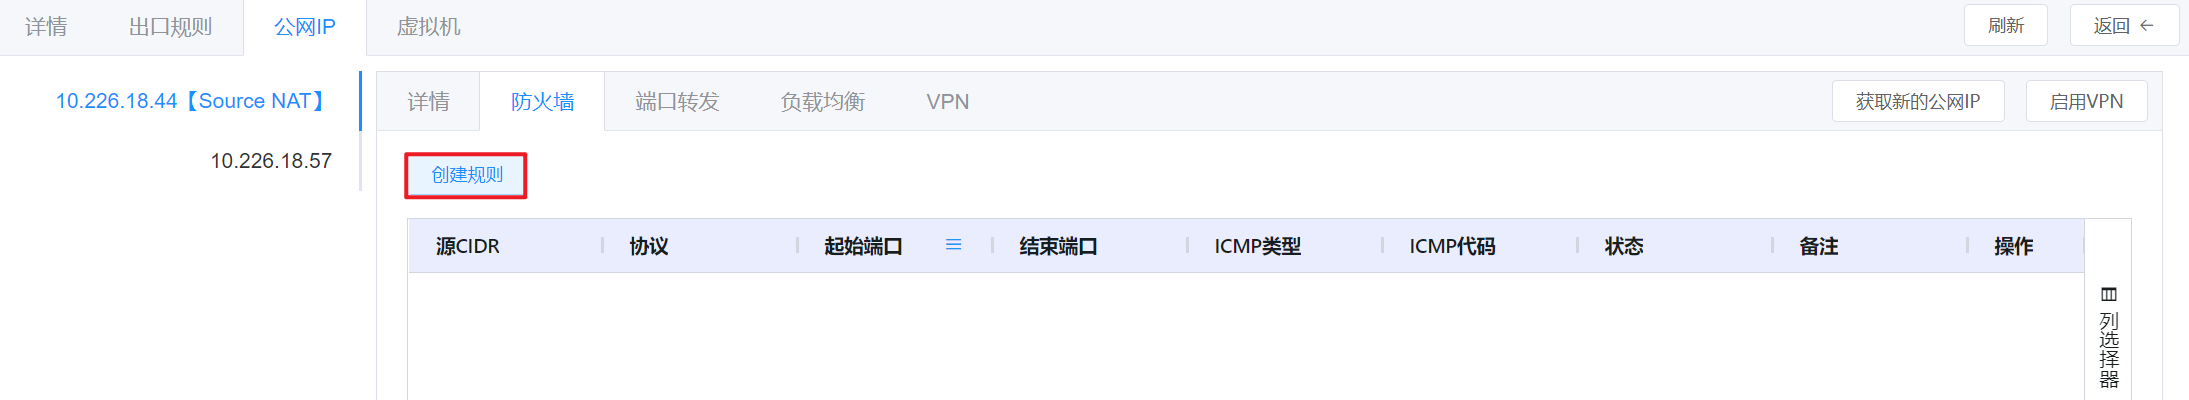 详情 出口规则 公网IP 虚拟机 刷新 返回 ←
10.226.18.44【Source NAT】
10.226.18.57
详情 防火墙 端口转发 负载均衡 VPN 获取新的公网IP 启用VPN
创建规则
源CIDR 协议 起始端口 结束端口 ICMP类型 ICMP代码 状态 备注 操作
列选择器